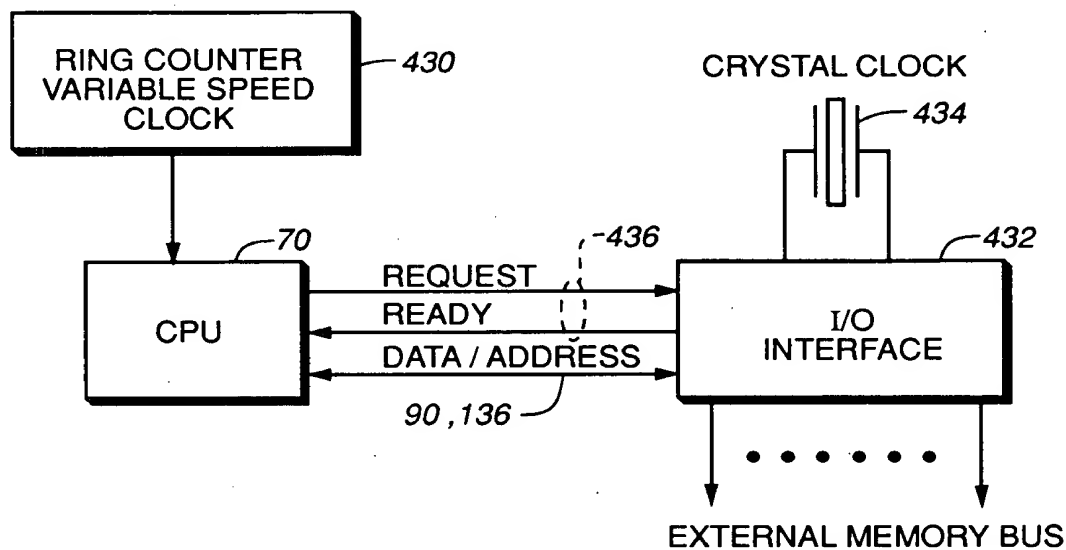 RING COUNTER
VARIABLE SPEED
CLOCK
430
CRYSTAL CLOCK
434
70
436
432
CPU
REQUEST
READY
DATA / ADDRESS
I/O
INTERFACE
90 , 136
EXTERNAL MEMORY BUS